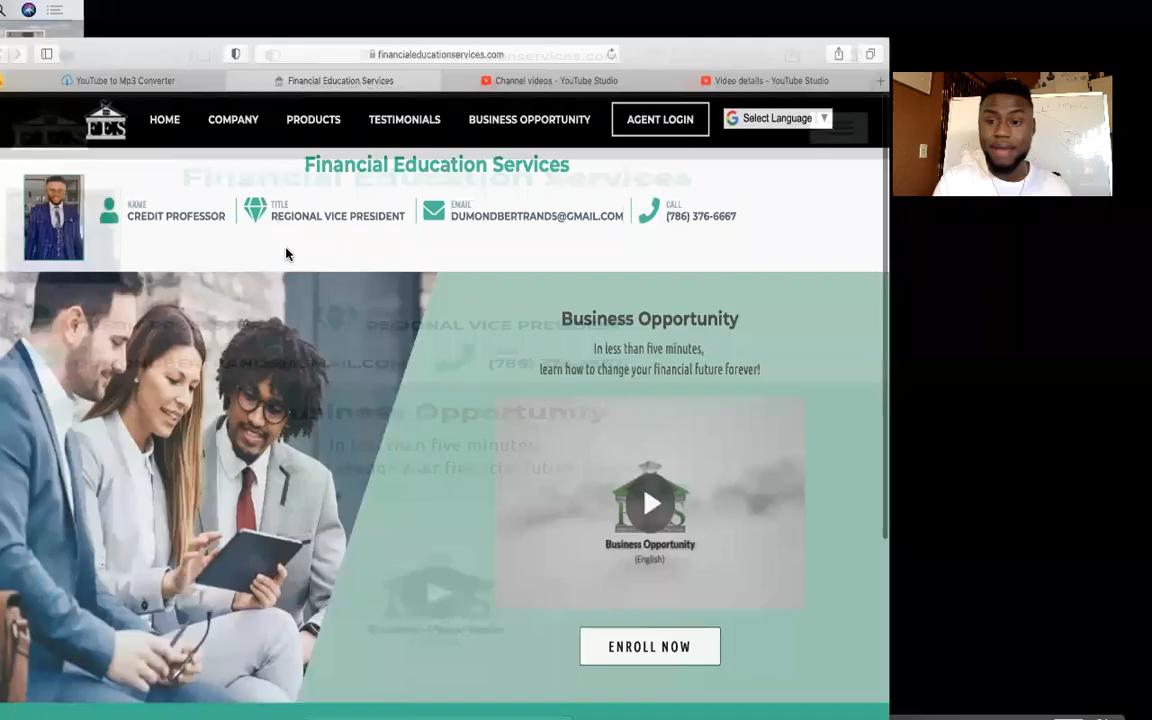 financialeducationservices.com
YouTube to Mp3 Converter
Financial Education Services
Channel videos - YouTube Studio
Video details - YouTube Studio
FES
HOME
COMPANY
PRODUCTS
TESTIMONIALS
BUSINESS OPPORTUNITY
AGENT LOGIN
G Select Language ▼
Financial Education Services
NAME
CREDIT PROFESSOR
TITLE
REGIONAL VICE PRESIDENT
EMAIL
DUMONDBERTRANDS@GMAIL.COM
CALL
(786) 376-6667
Business Opportunity
In less than five minutes,
learn how to change your financial future forever!
FES
Business Opportunity
(English)
ENROLL NOW